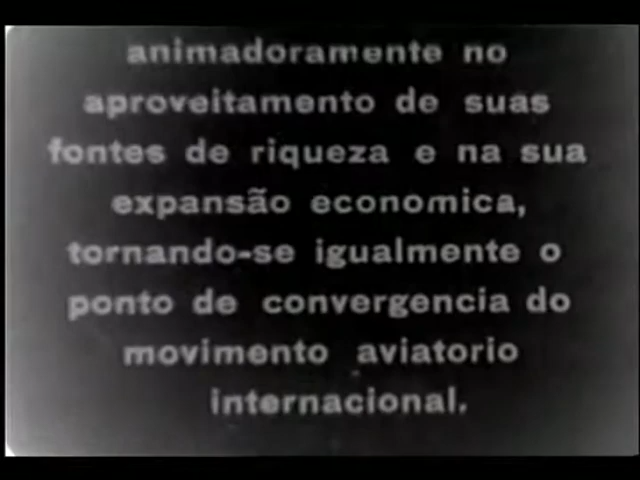 animadoramente no
aproveitamento de suas
fontes de riqueza e na sua
expansão economica,
tornando-se igualmente o
ponto de convergencia do
movimento aviatorio
internacional.